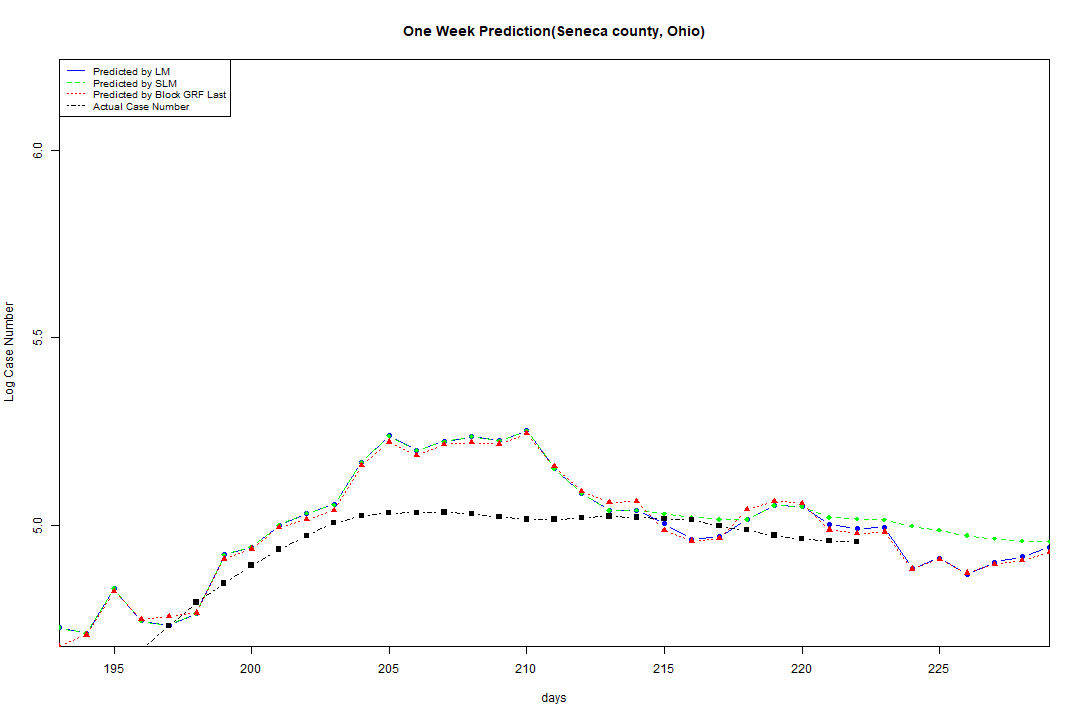 One Week Prediction(Seneca county, Ohio)
Predicted by LM
Predicted by SLM
Predicted by Block GRF Last
Actual Case Number
Log Case Number
6.0
5.5
5.0
195 200 205 210 215 220 225
days